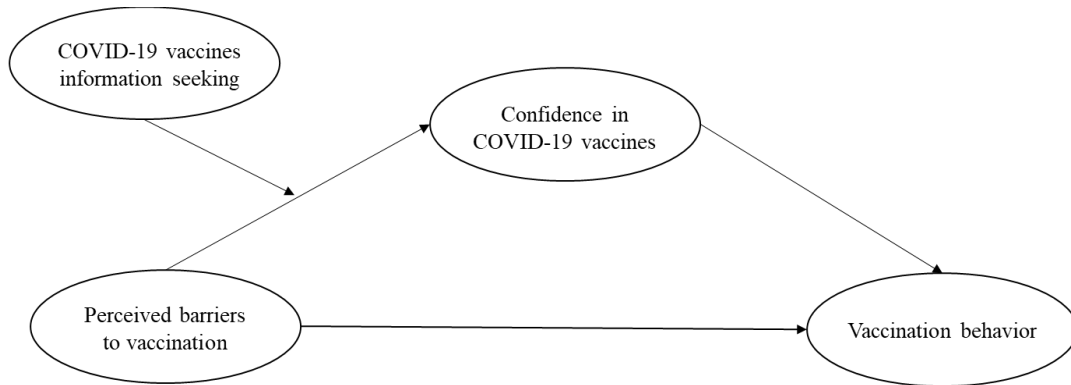 COVID-19 vaccines
information seeking
Confidence in
COVID-19 vaccines
Perceived barriers
to vaccination
Vaccination behavior